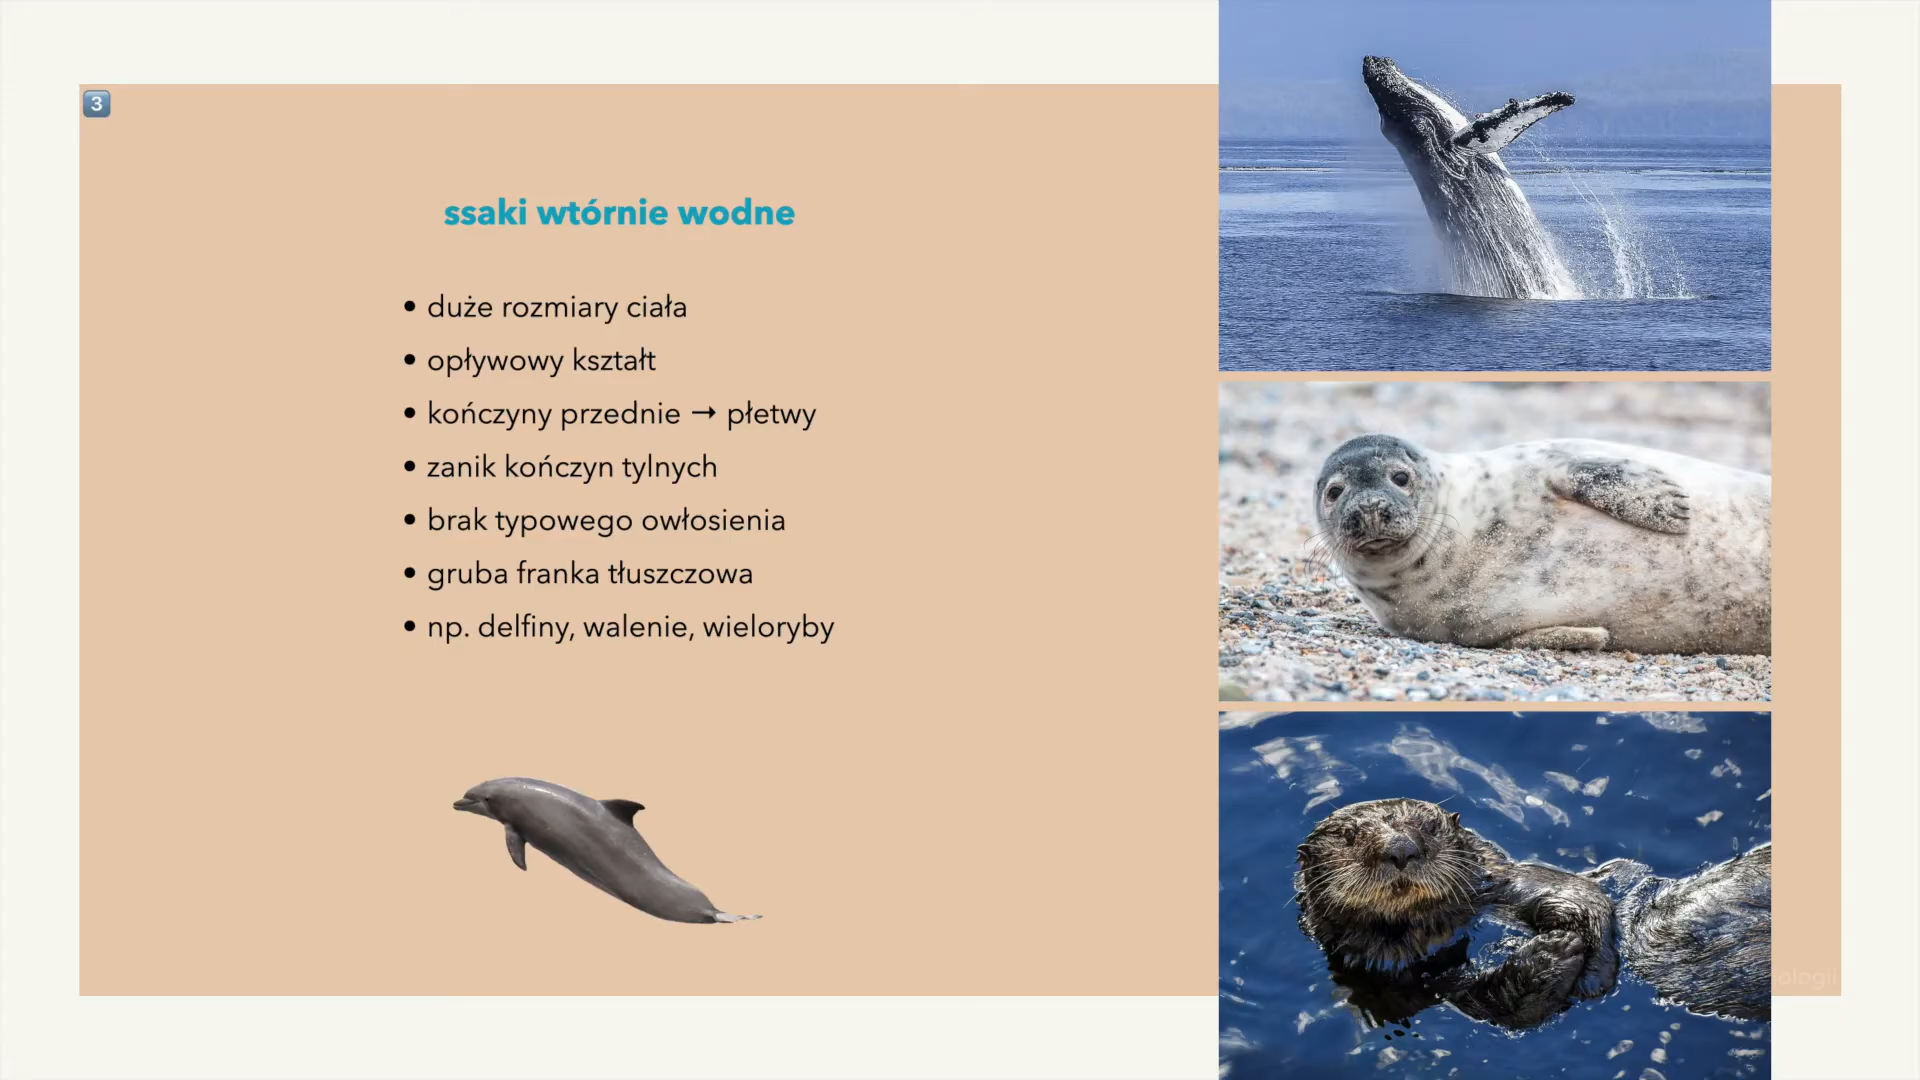 3
ssaki wtórnie wodne
• duże rozmiary ciała
• opływowy kształt
• kończyny przednie → płetwy
• zanik kończyn tylnych
• brak typowego owłosienia
• gruba franka tłuszczowa
• np. delfiny, walenie, wieloryby
ologii